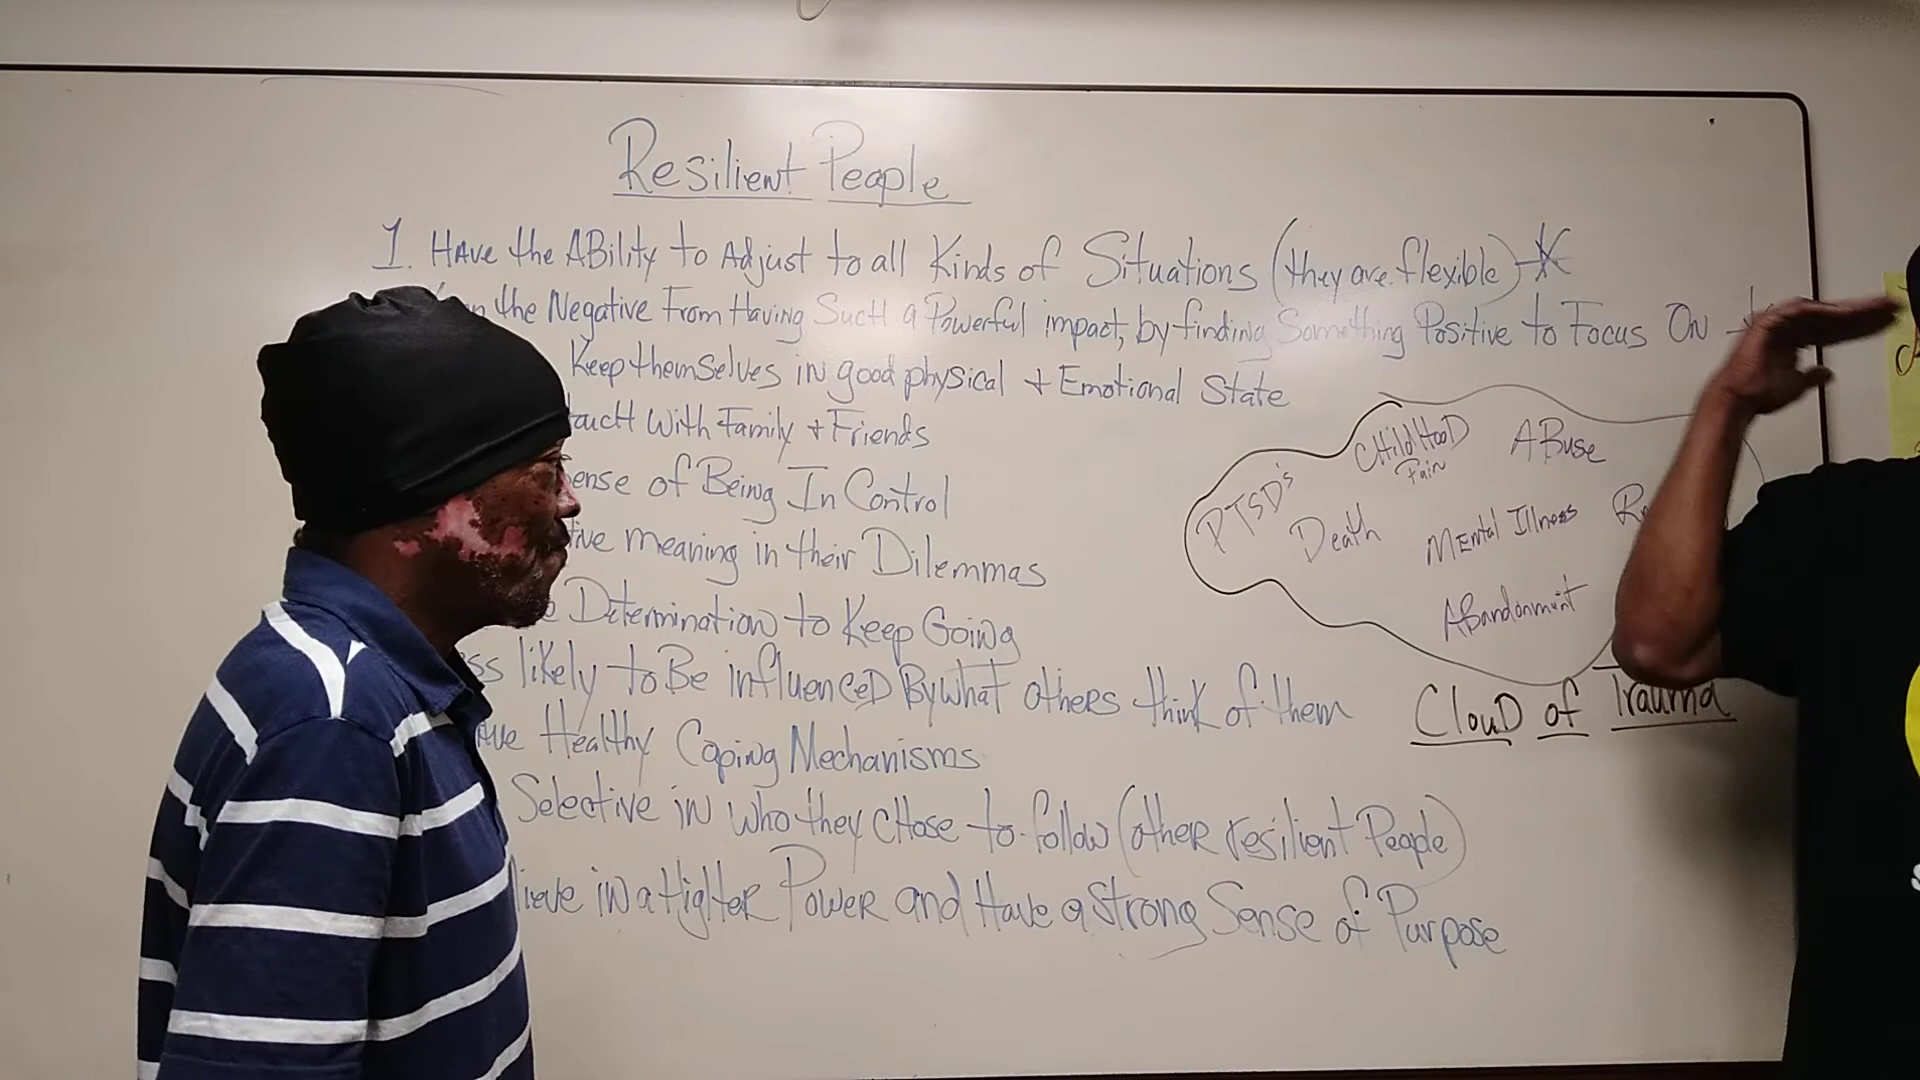 Resilient People
1. HAve the ABility to Adjust to all Kinds of Situations (they are flexible) *
the Negative From Having SucH a Powerful impact, by finding Something Positive to Focus On
Keep themselves in good physical + Emotional State
toucH With Family + Friends
ense of Being In Control
tive meaning in their Dilemmas
Determination to Keep Going
ss likely to Be influenceD By wHaT others think of them
Ave Healthy Coping Mechanisms
Selective in who they cHose to follow (other resilient People)
lieve in a HigHer Power and Have a strong Sense of Purpose
CHildHooD
Pain
ABuse
PTSD's
Death
MEntal Illness
ABandonment
ClouD of Trauma